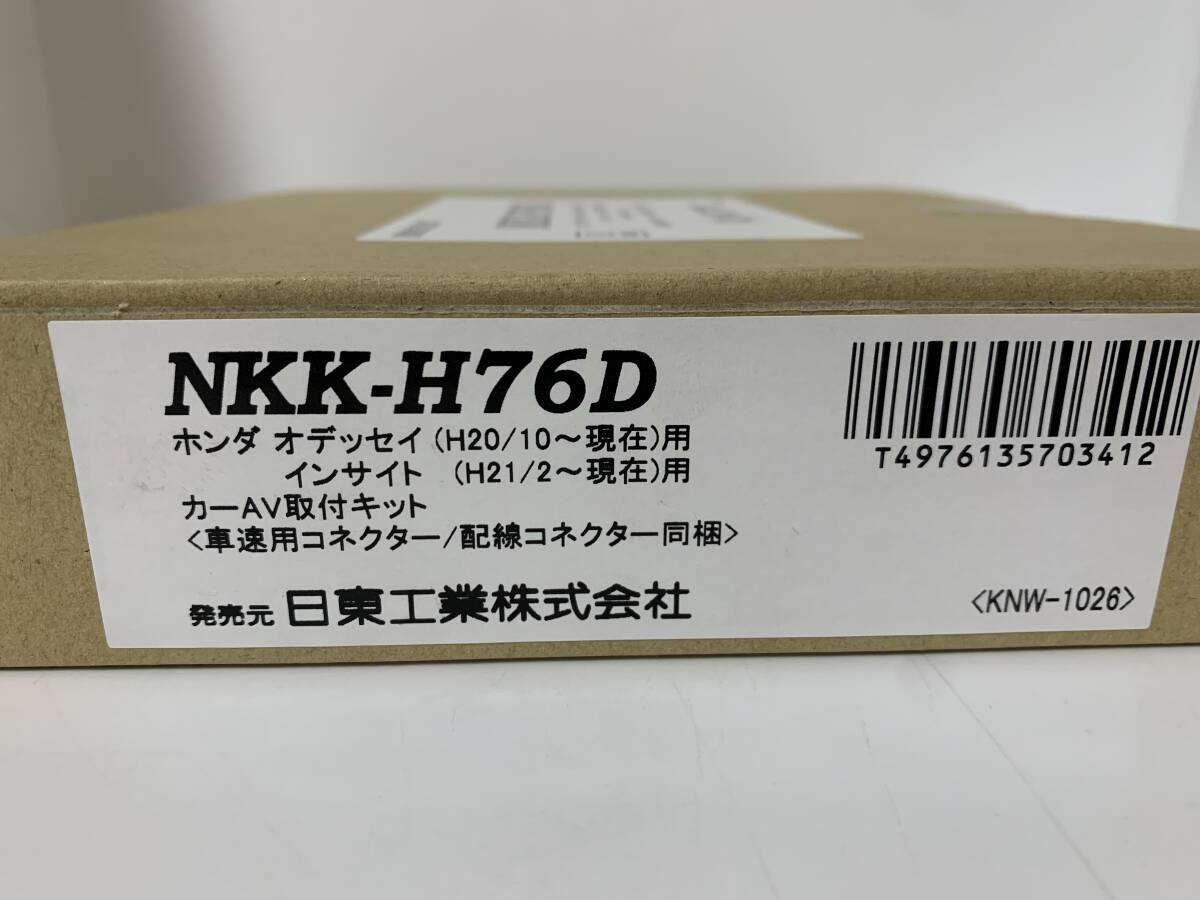 NKK-H76D
ホンダ オデッセイ (H20/10～現在)用
インサイト (H21/2～現在)用
カーAV取付キット
<車速用コネクター/配線コネクター同梱>
発売元 日東工業株式会社
T4976135703412
<KNW-1026>